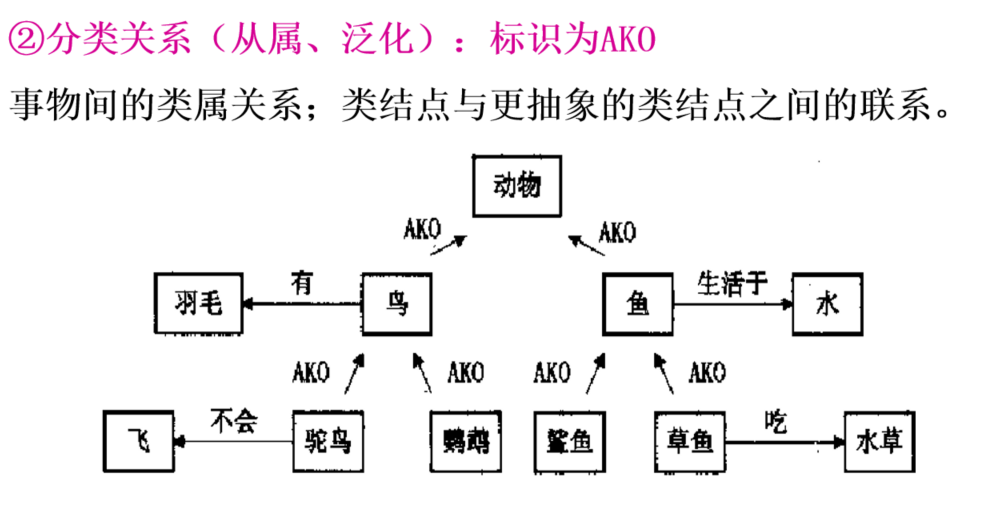 ②分类关系（从属、泛化）：标识为AKO
事物间的类属关系；类结点与更抽象的类结点之间的联系。
动物
AKO AKO
羽毛 有 鸟 鱼 生活于 水
AKO AKO AKO AKO
飞 不会 驼鸟 鹦鹉 鲨鱼 草鱼 吃 水草